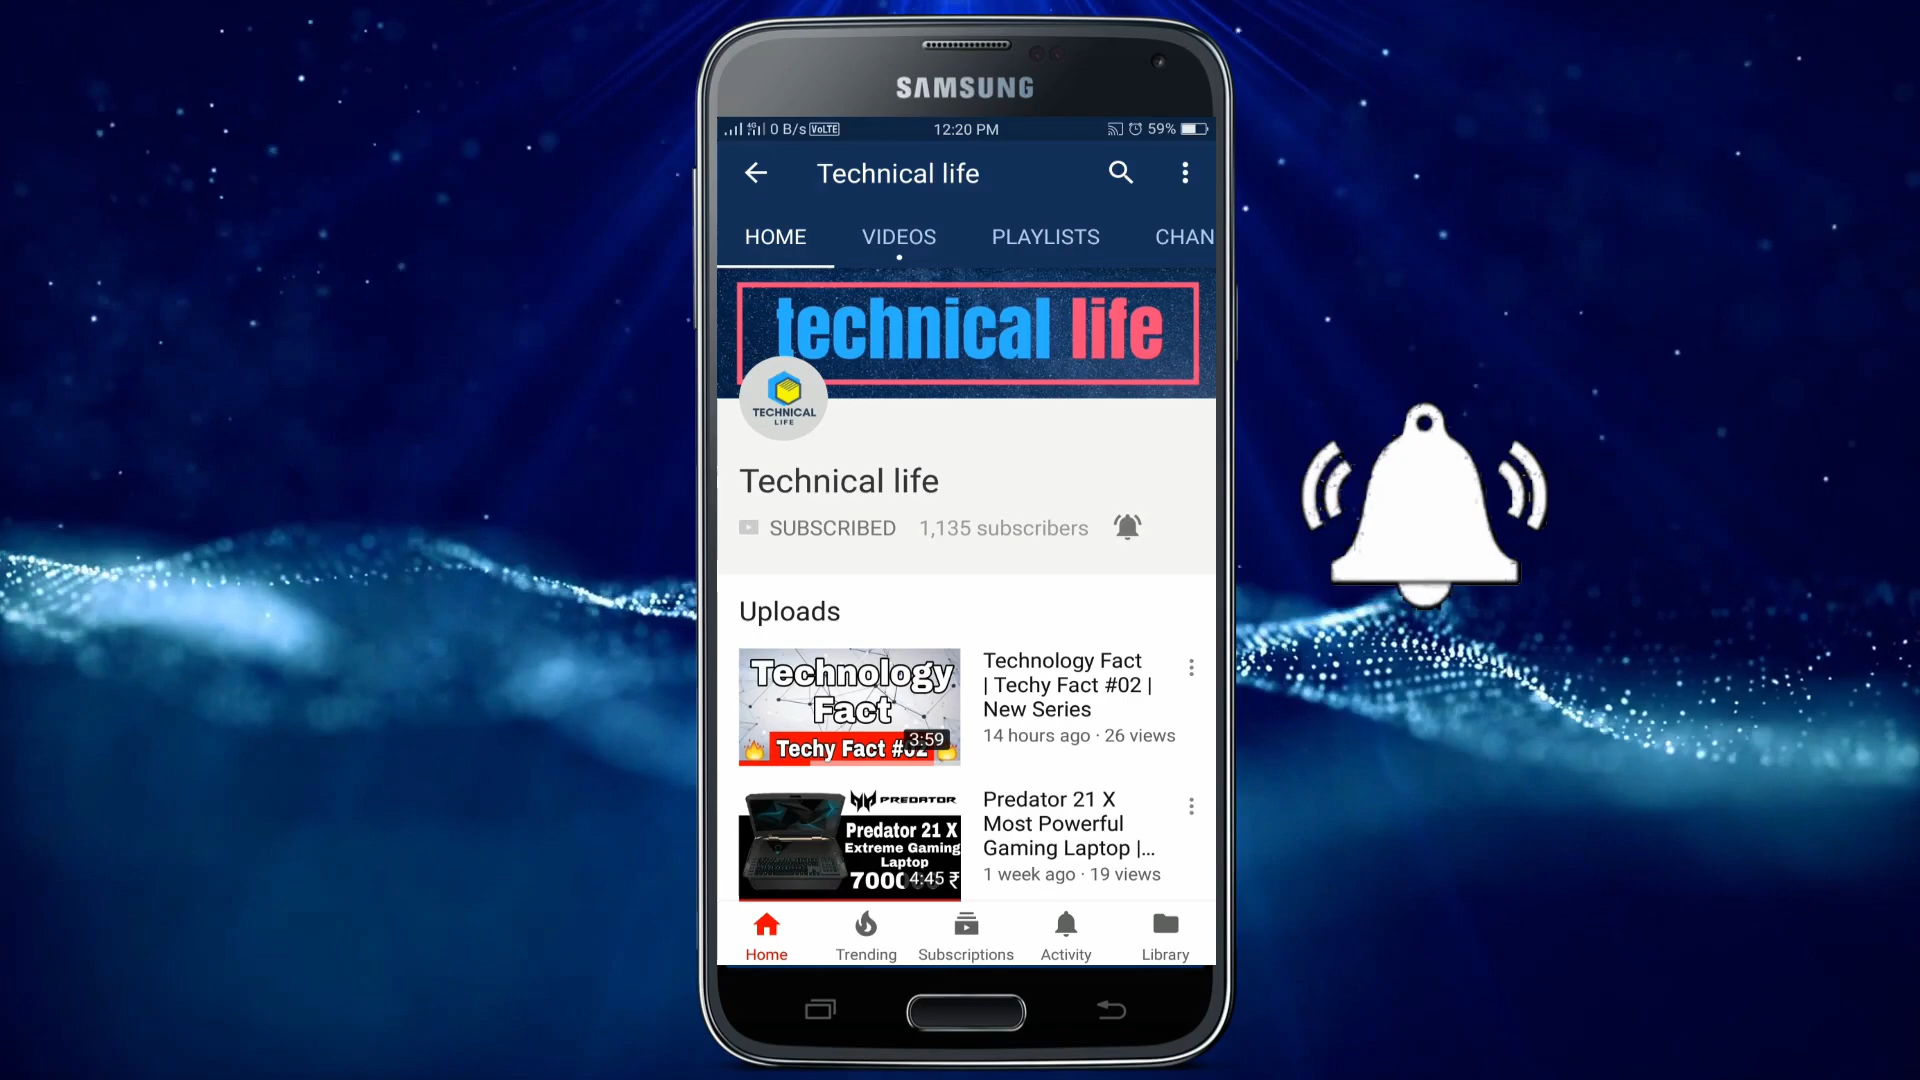 SAMSUNG
4G 0 B/s VoLTE 12:20 PM 59%
Technical life
HOME VIDEOS PLAYLISTS CHAN
technical life
TECHNICAL
LIFE
Technical life
SUBSCRIBED 1,135 subscribers
Uploads
Technology
Fact
Techy Fact #02
3:59
Technology Fact
| Techy Fact #02 |
New Series
14 hours ago · 26 views
PREDATOR
Predator 21 X
Extreme Gaming
Laptop
4:45 ₹
Predator 21 X
Most Powerful
Gaming Laptop |...
1 week ago · 19 views
Home Trending Subscriptions Activity Library